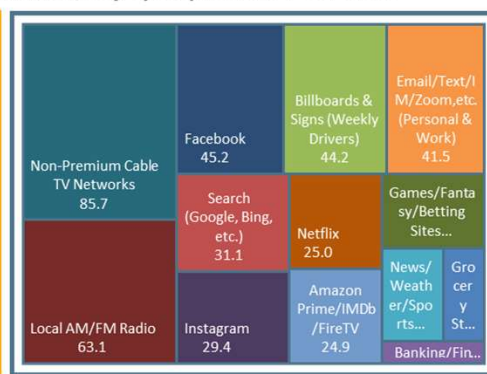 Non-Premium Cable
TV Networks
85.7
Local AM/FM Radio
63.1
Facebook
45.2
Search
(Google, Bing,
etc.)
31.1
Instagram
29.4
Billboards &
Signs (Weekly
Drivers)
44.2
Netflix
25.0
Amazon
Prime/IMDb
/FireTV
24.9
Email/Text/I
M/Zoom,etc.
(Personal &
Work)
41.5
Games/Fanta
sy/Betting
Sites...
News/
Weath
er/Spo
rts...
Gro
cer
y
St...
Banking/Fin...